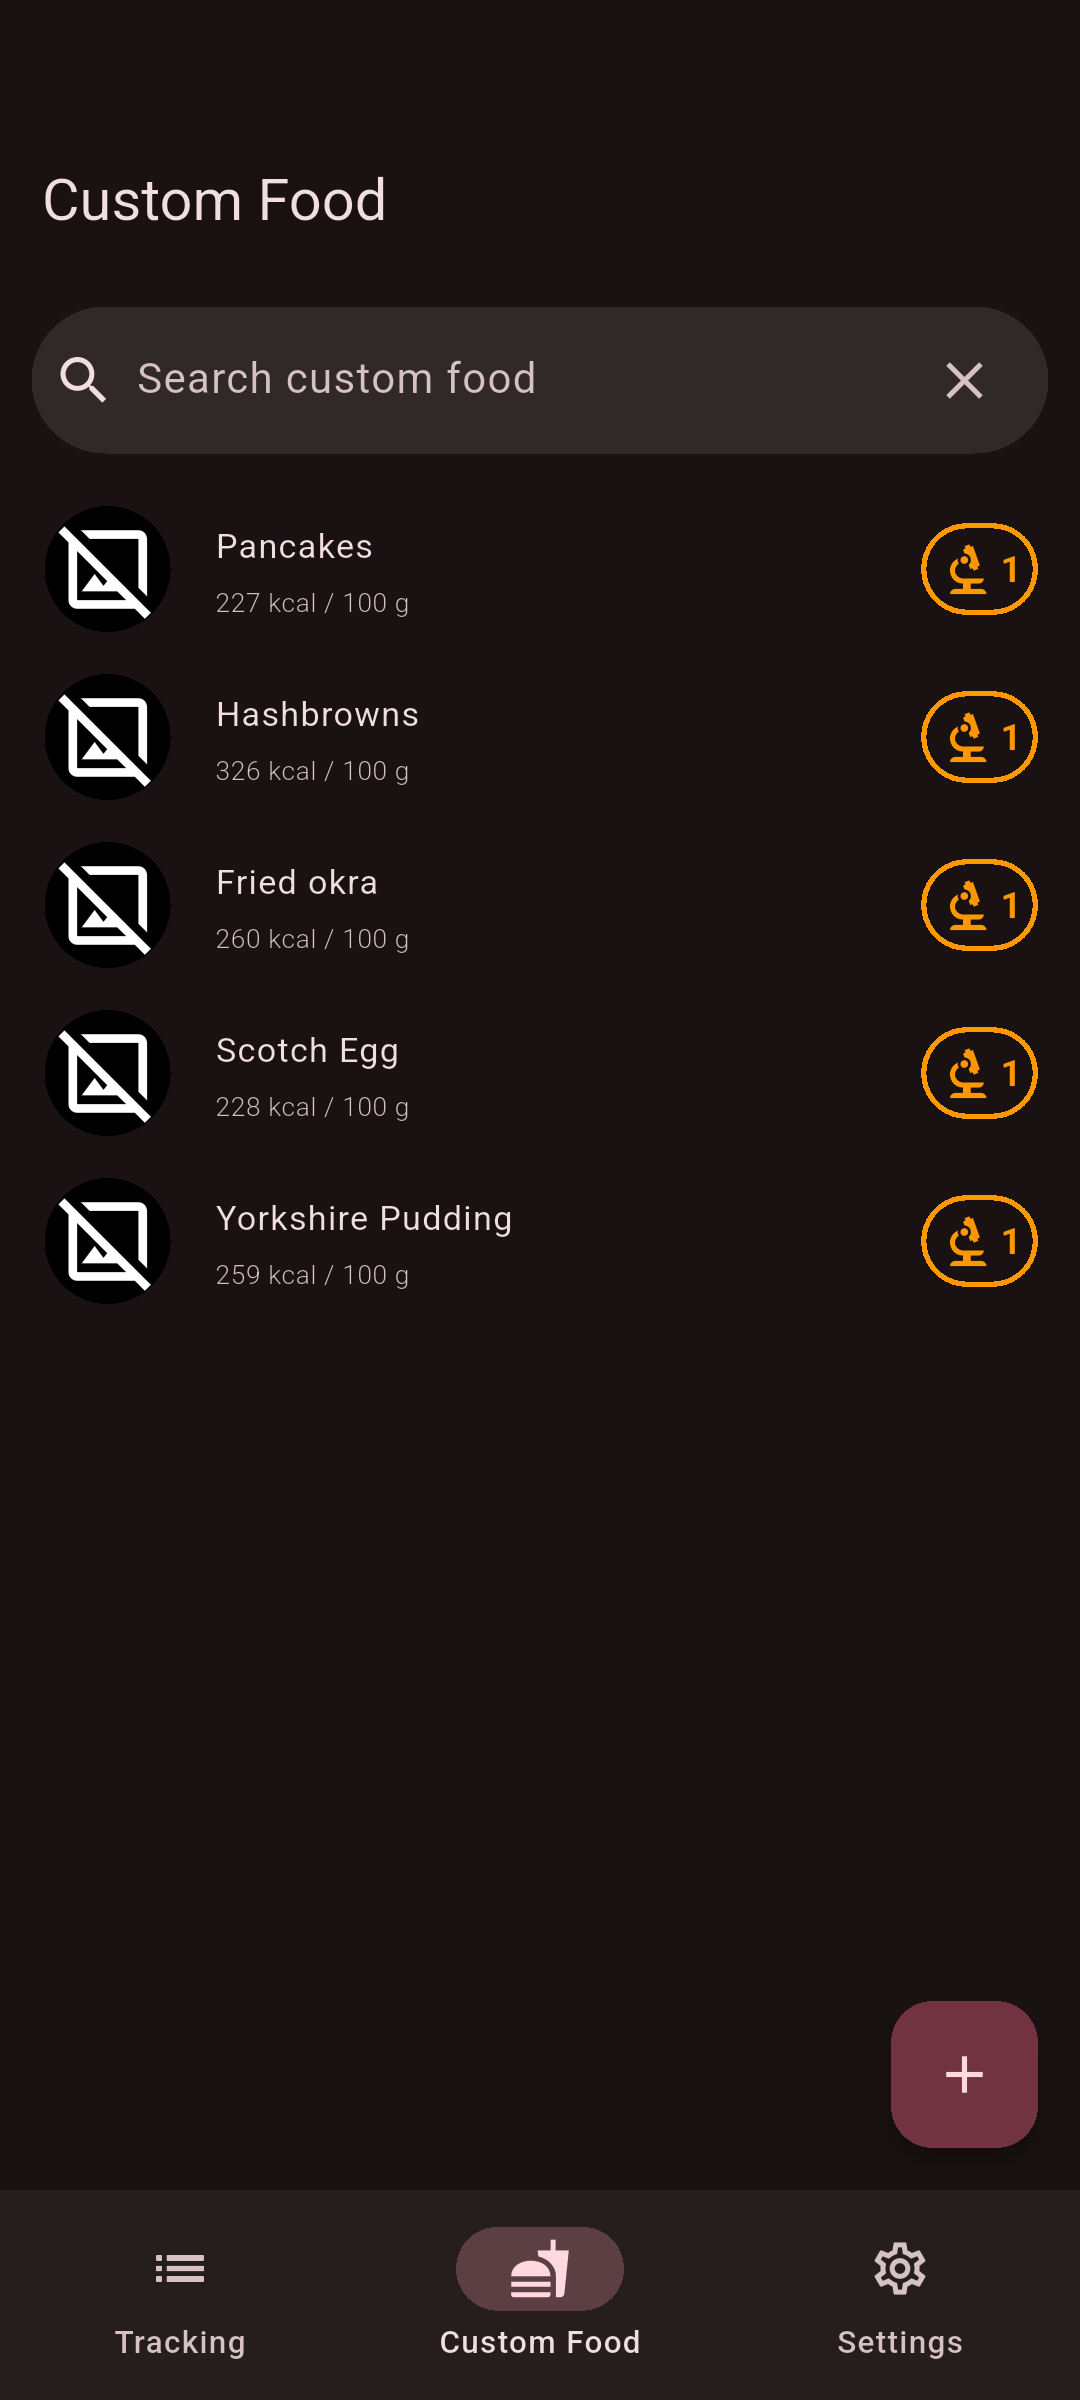 Custom Food
Search custom food
Pancakes
227 kcal / 100 g
1
Hashbrowns
326 kcal / 100 g
1
Fried okra
260 kcal / 100 g
1
Scotch Egg
228 kcal / 100 g
1
Yorkshire Pudding
259 kcal / 100 g
1
Tracking
Custom Food
Settings